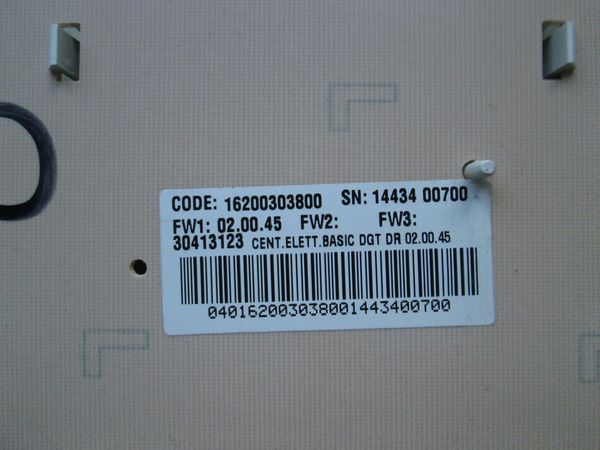 CODE: 16200303800 SN: 14434 00700
FW1: 02.00.45 FW2: FW3:
30413123 CENT.ELETT.BASIC DGT DR 02.00.45
040162003038001443400700